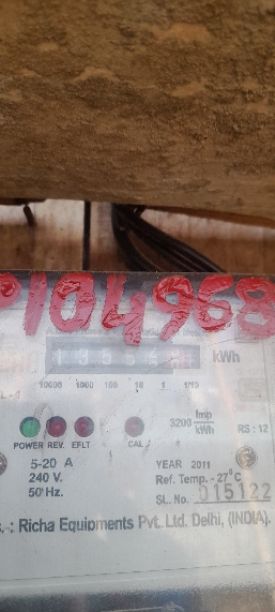 P104968
kWh
10000 1000 100 10 1 1/10
POWER REV. EFLT CAL
3200 Imp/kWh
RS : 12
5-20 A
240 V.
50 Hz.
YEAR 2011
Ref. Temp. - 27°C
SL. No. 015122
.: Richa Equipments Pvt. Ltd. Delhi, (INDIA).